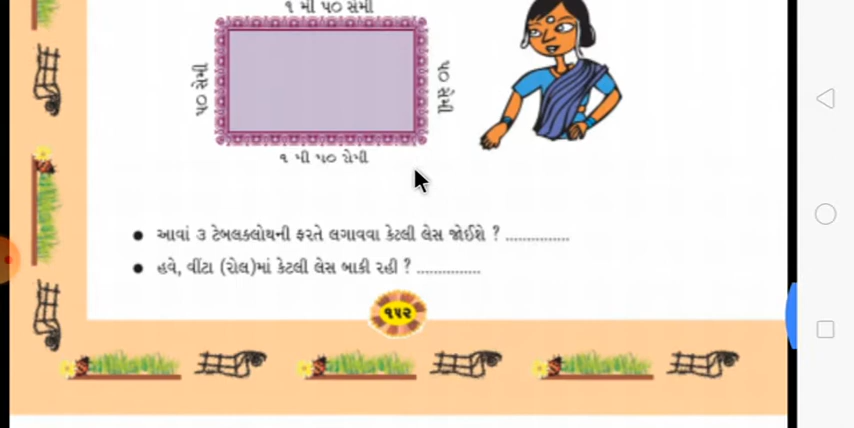 ૧ મી ૫૦ સેમી
૫૦ સેમી
૫૦ સેમી
૧ મી ૫૦ સેમી
● આવાં ૩ ટેબલક્લોથની ફરતે લગાવવા કેટલી લેસ જોઈશે ? ...............
● હવે, વીંટા (રોલ)માં કેટલી લેસ બાકી રહી ? ...............
૧૫૨